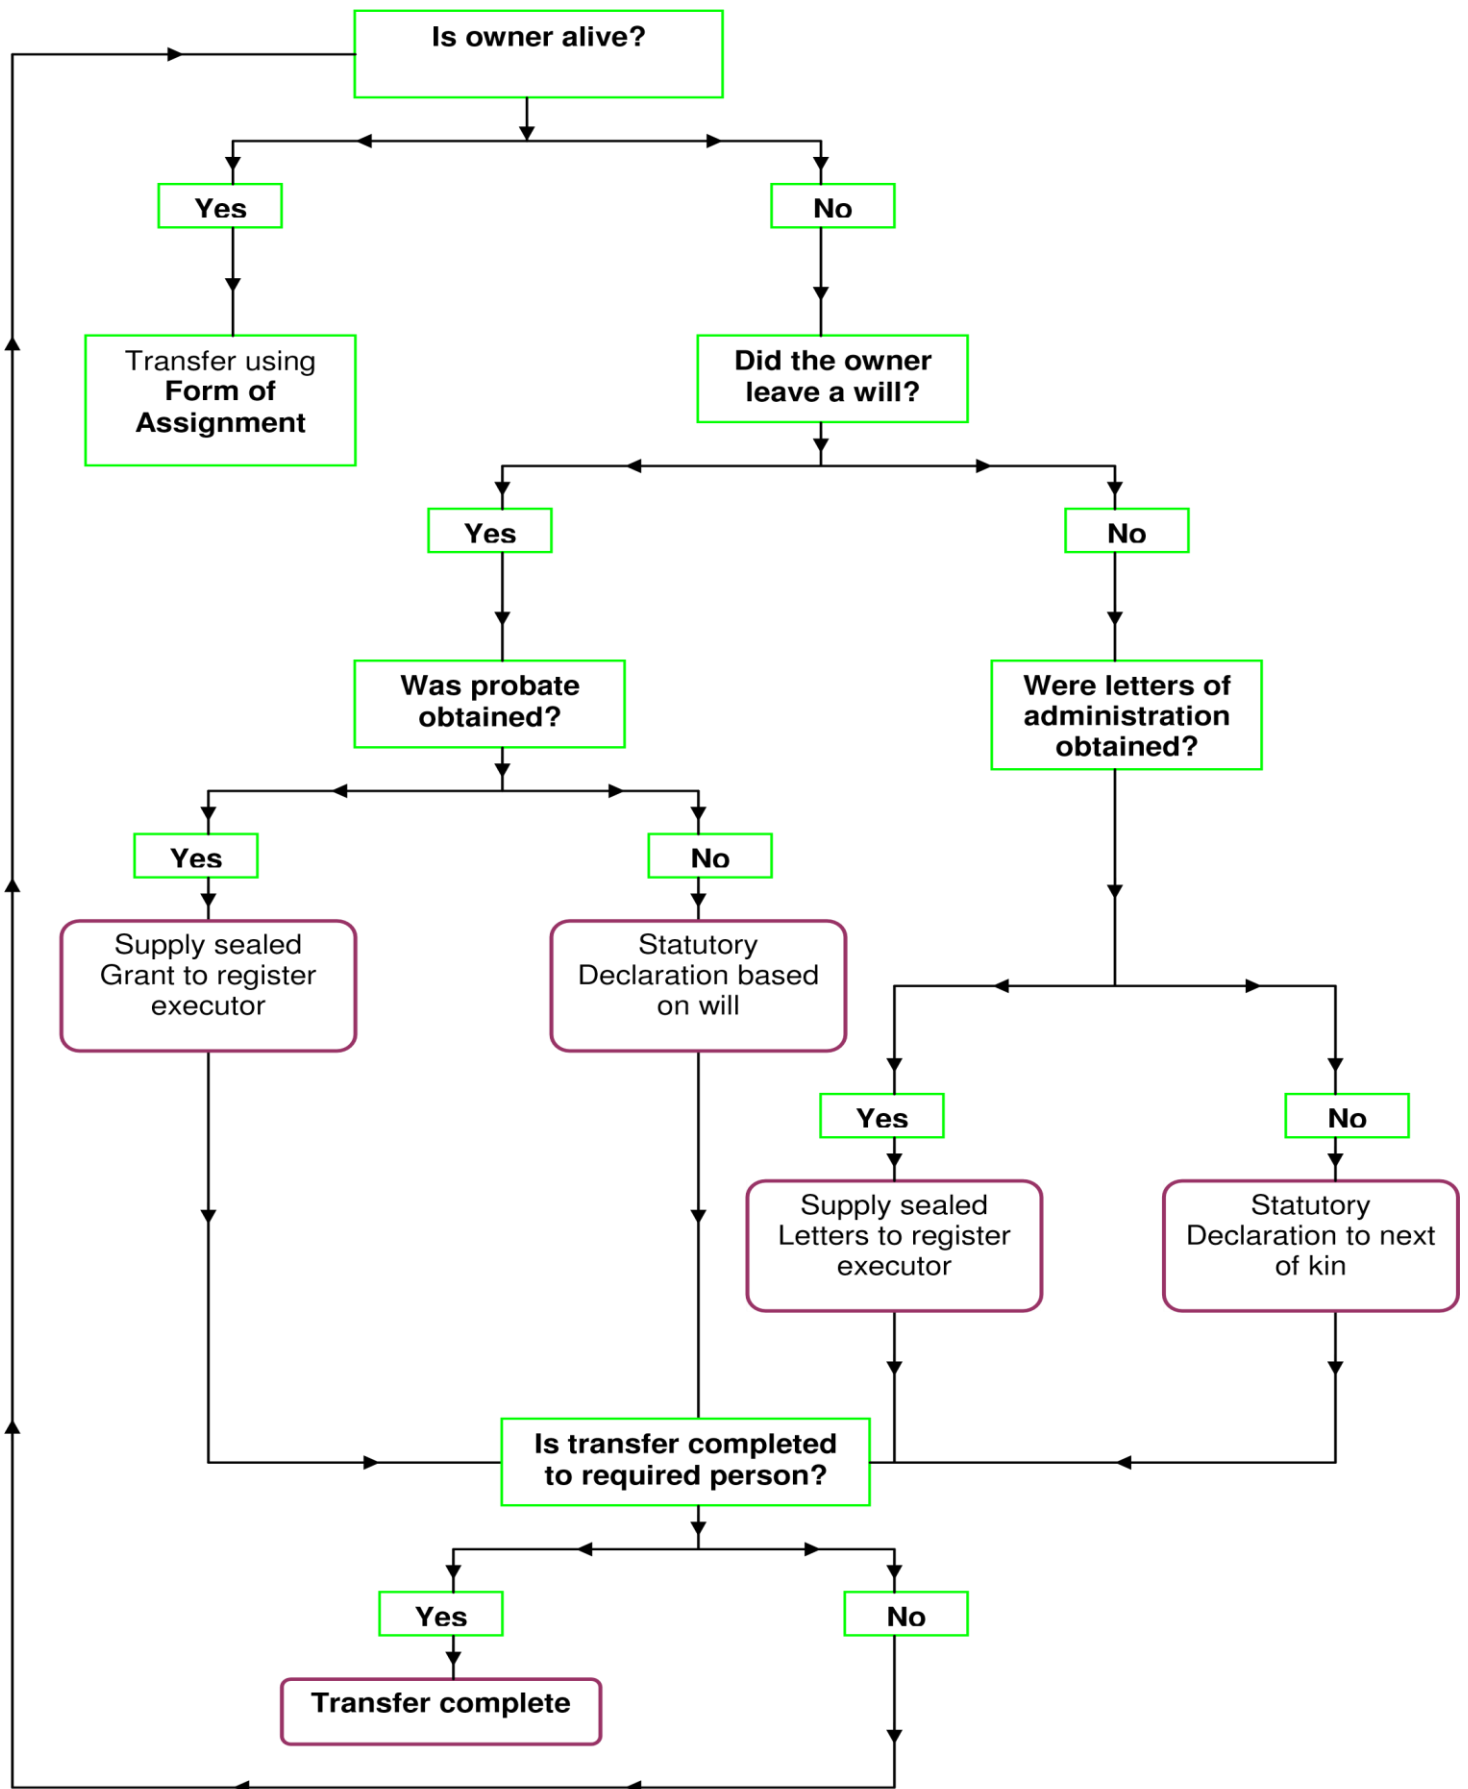 Is owner alive?
Yes
No
Transfer using
Form of
Assignment
Did the owner
leave a will?
Yes
No
Was probate
obtained?
Were letters of
administration
obtained?
Yes
No
Supply sealed
Grant to register
executor
Statutory
Declaration based
on will
Yes
No
Supply sealed
Letters to register
executor
Statutory
Declaration to next
of kin
Is transfer completed
to required person?
Yes
No
Transfer complete